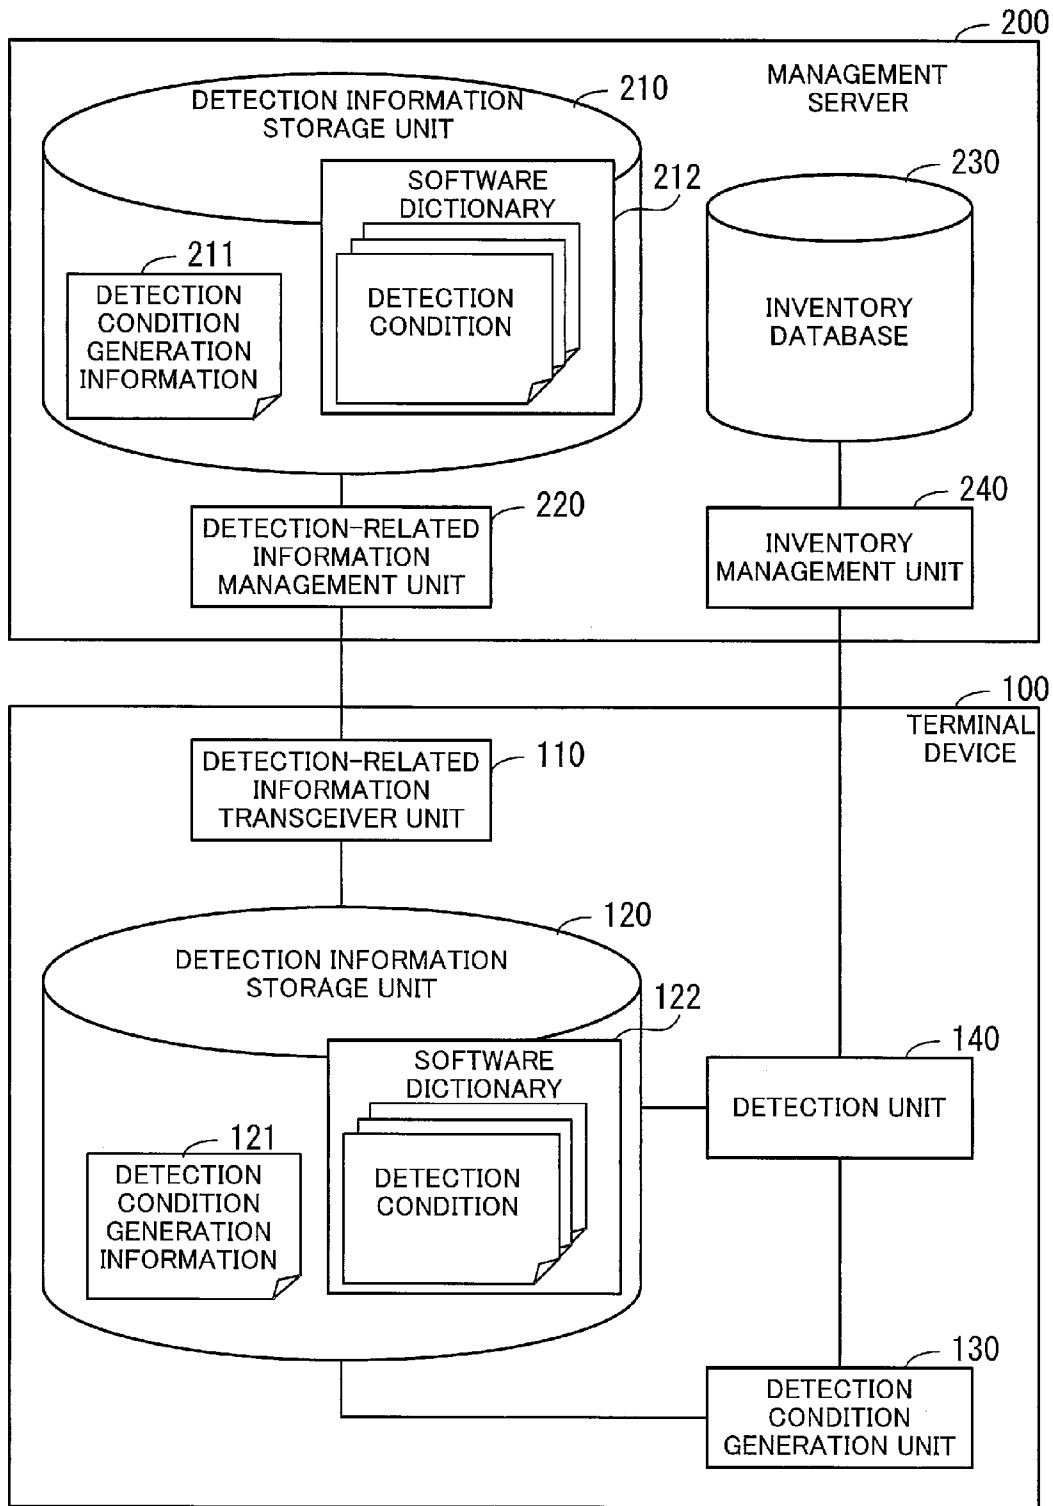 200
MANAGEMENT
SERVER
DETECTION INFORMATION
STORAGE UNIT
210
230
SOFTWARE
DICTIONARY
212
211
DETECTION
CONDITION
GENERATION
INFORMATION
DETECTION
CONDITION
INVENTORY
DATABASE
220
240
DETECTION-RELATED
INFORMATION
MANAGEMENT UNIT
INVENTORY
MANAGEMENT UNIT
100
TERMINAL
DEVICE
DETECTION-RELATED
INFORMATION
TRANSCEIVER UNIT
110
120
DETECTION INFORMATION
STORAGE UNIT
122
SOFTWARE
DICTIONARY
140
DETECTION UNIT
121
DETECTION
CONDITION
GENERATION
INFORMATION
DETECTION
CONDITION
130
DETECTION
CONDITION
GENERATION UNIT